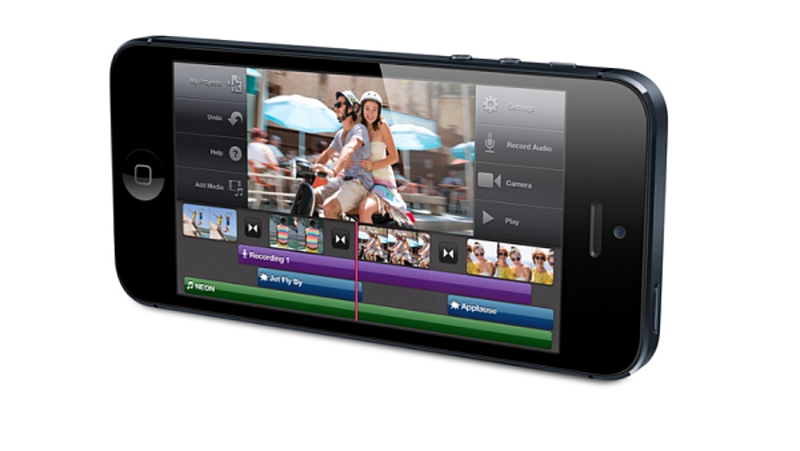 My Projects
Undo
Help
Add Media
Settings
Record Audio
Camera
Play
Recording 1
Jet Fly By
Applause
NEON